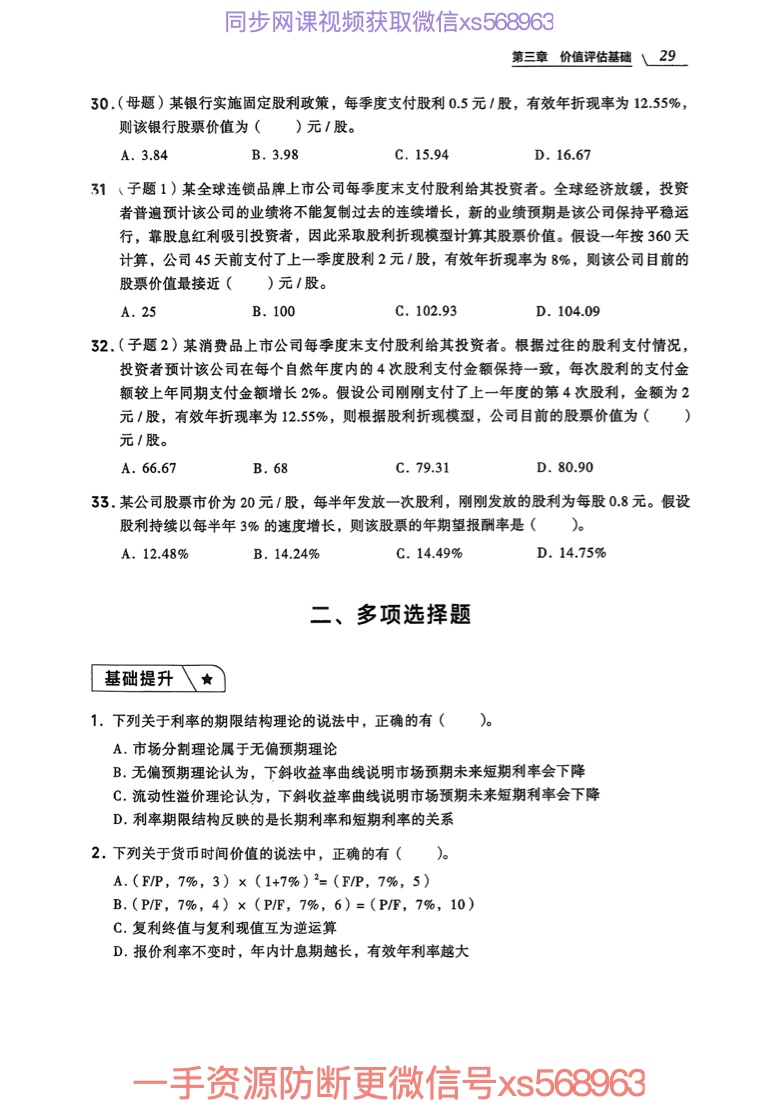 同步网课视频获取微信xs568963
第三章 价值评估基础 29
30.(母题)某银行实施固定股利政策，每季度支付股利 0.5 元 / 股，有效年折现率为 12.55%，
则该银行股票价值为（  ）元 / 股。
A. 3.84 B. 3.98 C. 15.94 D. 16.67
31 (子题 1)某全球连锁品牌上市公司每季度末支付股利给其投资者。全球经济放缓，投资
者普遍预计该公司的业绩将不能复制过去的连续增长，新的业绩预期是该公司保持平稳运
行，靠股息红利吸引投资者，因此采取股利折现模型计算其股票价值。假设一年按 360 天
计算，公司 45 天前支付了上一季度股利 2 元 / 股，有效年折现率为 8%，则该公司目前的
股票价值最接近（  ）元 / 股。
A. 25 B. 100 C. 102.93 D. 104.09
32.(子题 2)某消费品上市公司每季度末支付股利给其投资者。根据过往的股利支付情况，
投资者预计该公司在每个自然年度内的 4 次股利支付金额保持一致，每次股利的支付金
额较上年同期支付金额增长 2%。假设公司刚刚支付了上一年度的第 4 次股利，金额为 2
元 / 股，有效年折现率为 12.55%，则根据股利折现模型，公司目前的股票价值为（  ）
元 / 股。
A. 66.67 B. 68 C. 79.31 D. 80.90
33. 某公司股票市价为 20 元 / 股，每半年发放一次股利，刚刚发放的股利为每股 0.8 元。假设
股利持续以每半年 3% 的速度增长，则该股票的年期望报酬率是（  ）。
A. 12.48% B. 14.24% C. 14.49% D. 14.75%
二、多项选择题
基础提升 ★
1. 下列关于利率的期限结构理论的说法中，正确的有（  ）。
A. 市场分割理论属于无偏预期理论
B. 无偏预期理论认为，下斜收益率曲线说明市场预期未来短期利率会下降
C. 流动性溢价理论认为，下斜收益率曲线说明市场预期未来短期利率会下降
D. 利率期限结构反映的是长期利率和短期利率的关系
2. 下列关于货币时间价值的说法中，正确的有（  ）。
A.（F/P，7%，3）×（1+7%）²=（F/P，7%，5）
B.（P/F，7%，4）×（P/F，7%，6）=（P/F，7%，10）
C. 复利终值与复利现值互为逆运算
D. 报价利率不变时，年内计息期越长，有效年利率越大
一手资源防断更微信号xs568963